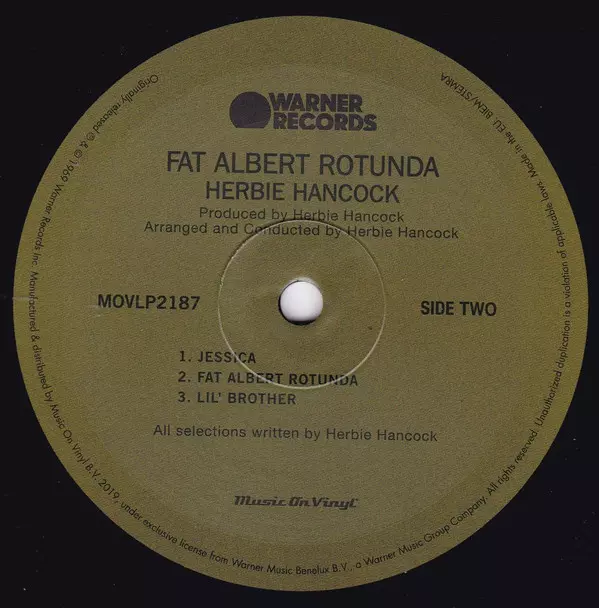 WARNER
RECORDS
FAT ALBERT ROTUNDA
HERBIE HANCOCK
Produced by Herbie Hancock
Arranged and Conducted by Herbie Hancock
MOVLP2187
SIDE TWO
1. JESSICA
2. FAT ALBERT ROTUNDA
3. LIL' BROTHER
All selections written by Herbie Hancock
Music On Vinyl
Originally released ℗ & © 1969 Warner Records Inc. Manufactured & distributed by Music On Vinyl B.V. 2019, under exclusive license from Warner Music Benelux B.V., a Warner Music Group Company. All rights reserved. Unauthorized duplication is a violation of applicable laws. Made in the EU. BIEM/STEMRA